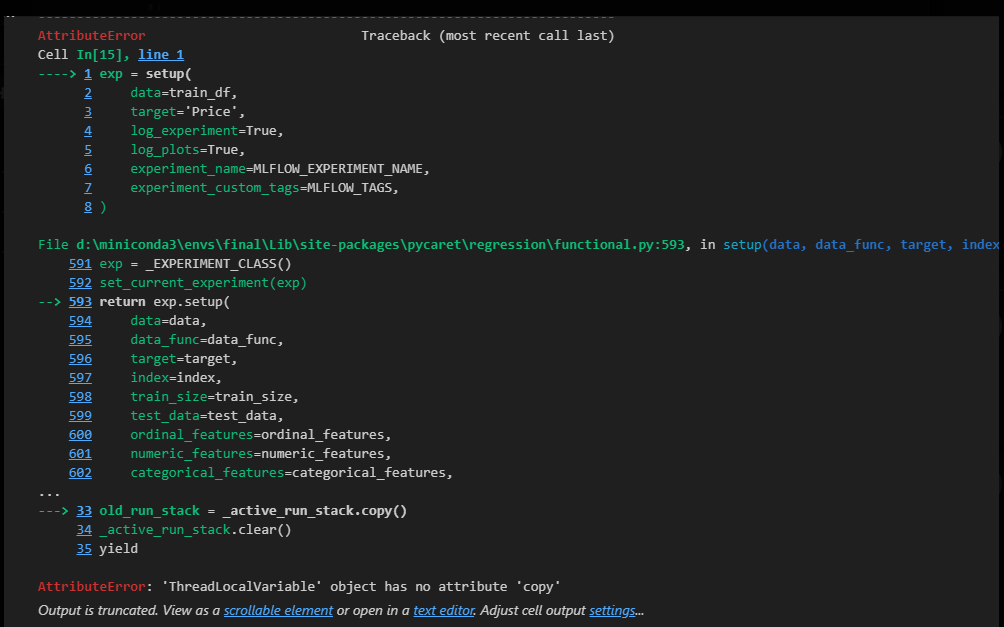 --------------------------------------------------------------------------
AttributeError                            Traceback (most recent call last)
Cell In[15], line 1
----> 1 exp = setup(
      2     data=train_df,
      3     target='Price',
      4     log_experiment=True,
      5     log_plots=True,
      6     experiment_name=MLFLOW_EXPERIMENT_NAME,
      7     experiment_custom_tags=MLFLOW_TAGS,
      8 )

File d:\miniconda3\envs\final\Lib\site-packages\pycaret\regression\functional.py:593, in setup(data, data_func, target, index
    591 exp = _EXPERIMENT_CLASS()
    592 set_current_experiment(exp)
--> 593 return exp.setup(
    594     data=data,
    595     data_func=data_func,
    596     target=target,
    597     index=index,
    598     train_size=train_size,
    599     test_data=test_data,
    600     ordinal_features=ordinal_features,
    601     numeric_features=numeric_features,
    602     categorical_features=categorical_features,
...
---> 33 old_run_stack = _active_run_stack.copy()
     34 _active_run_stack.clear()
     35 yield

AttributeError: 'ThreadLocalVariable' object has no attribute 'copy'
Output is truncated. View as a scrollable element or open in a text editor. Adjust cell output settings...